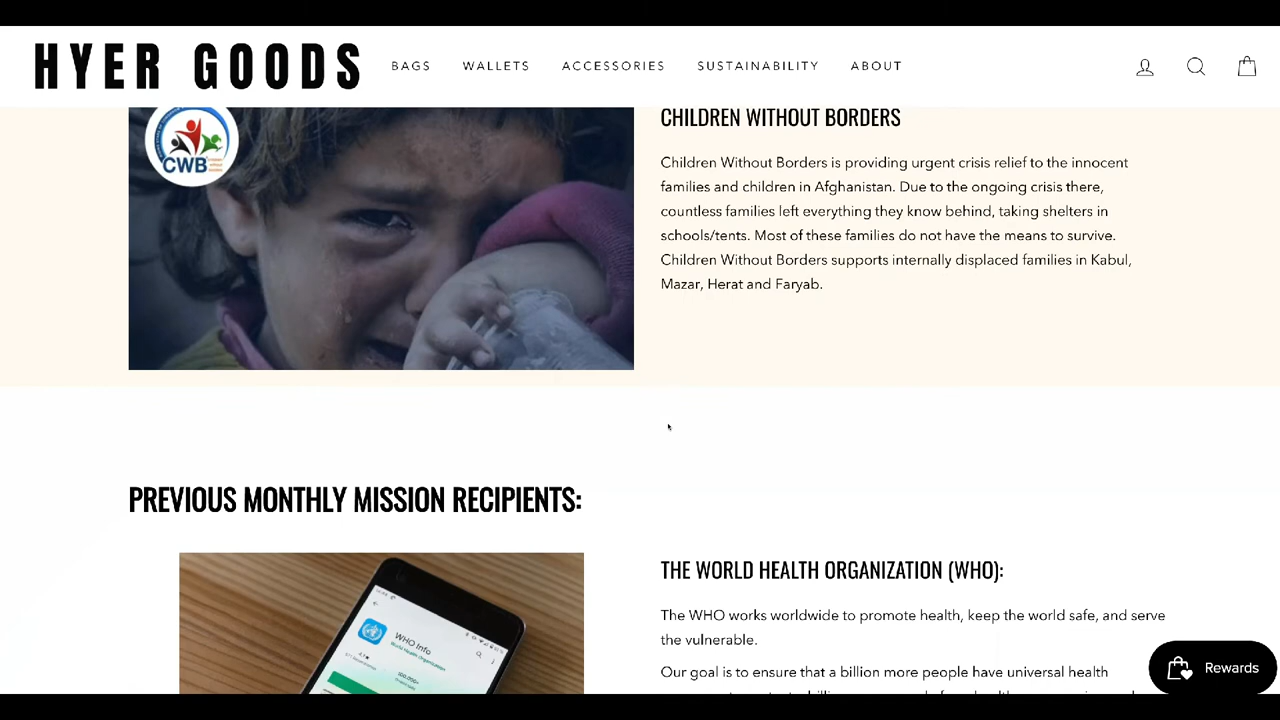 HYER GOODS
BAGS WALLETS ACCESSORIES SUSTAINABILITY ABOUT
CWB
CHILDREN WITHOUT BORDERS
Children Without Borders is providing urgent crisis relief to the innocent
families and children in Afghanistan. Due to the ongoing crisis there,
countless families left everything they know behind, taking shelters in
schools/tents. Most of these families do not have the means to survive.
Children Without Borders supports internally displaced families in Kabul,
Mazar, Herat and Faryab.
PREVIOUS MONTHLY MISSION RECIPIENTS:
WHO Info
World Health Organization
THE WORLD HEALTH ORGANIZATION (WHO):
The WHO works worldwide to promote health, keep the world safe, and serve
the vulnerable.
Our goal is to ensure that a billion more people have universal health
Rewards